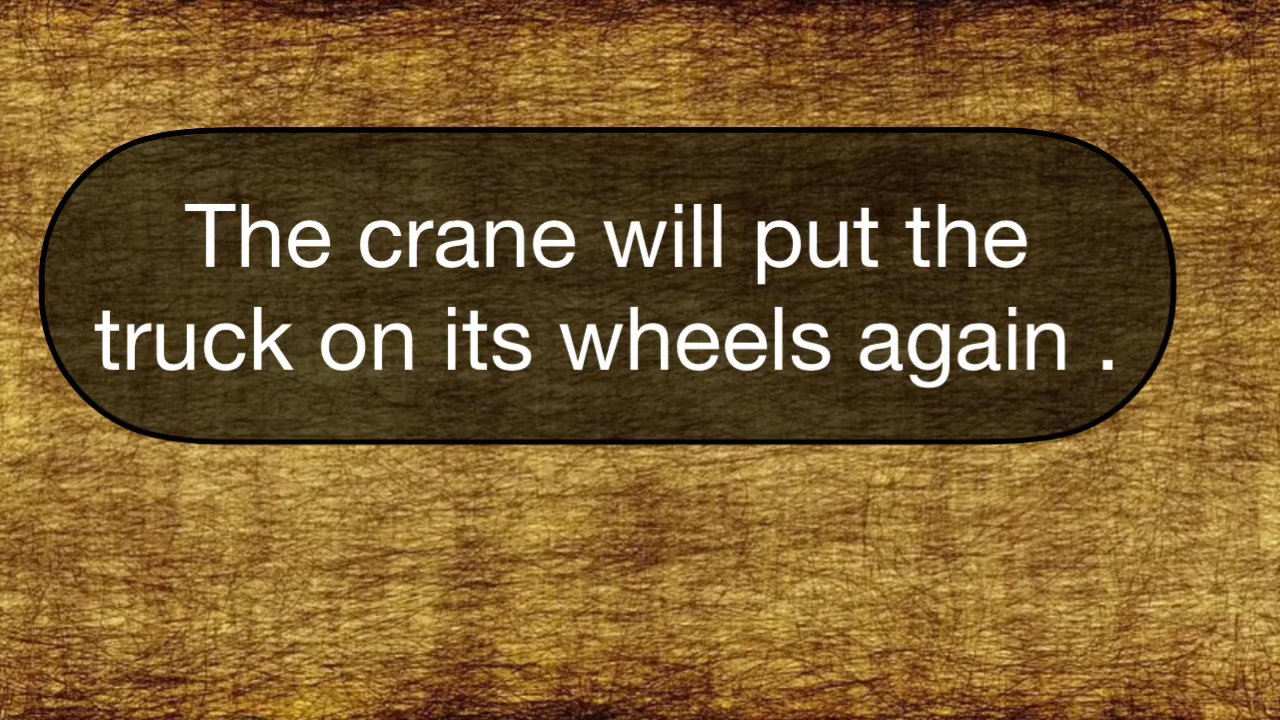 The crane will put the
truck on its wheels again .